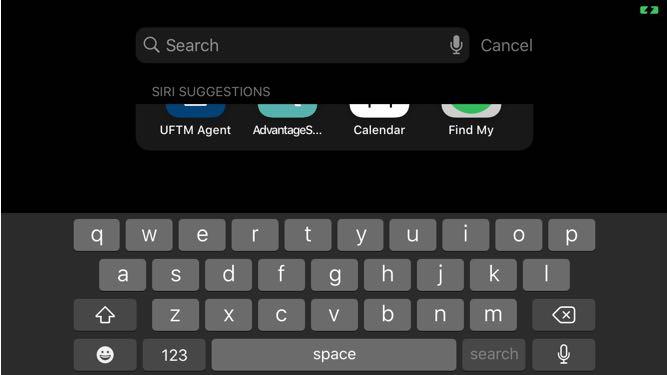 Search
Cancel
SIRI SUGGESTIONS
UFTM Agent AdvantageS... Calendar Find My
q w e r t y u i o p
a s d f g h j k l
z x c v b n m
123 space search